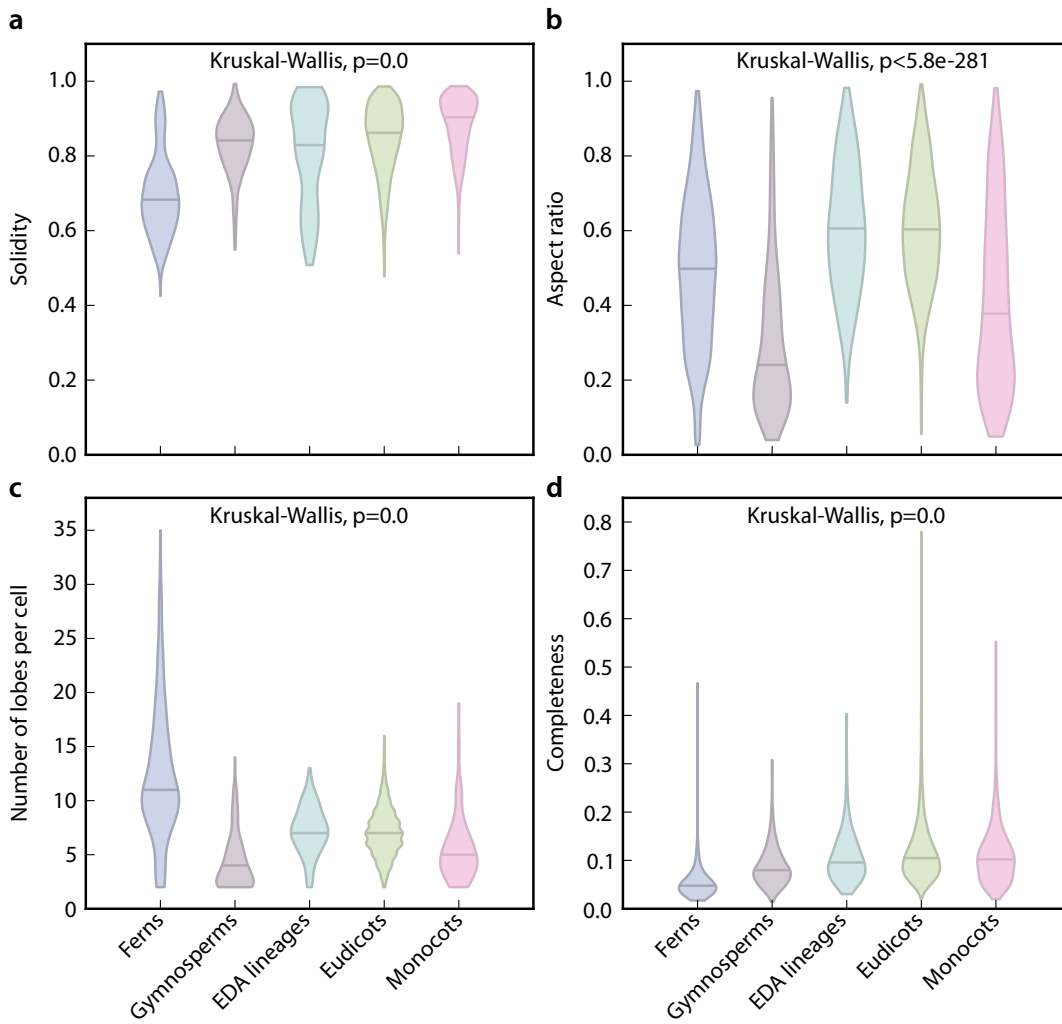 a
Kruskal-Wallis, p=0.0
1.0
0.8
0.6
0.4
0.2
0.0
Solidity
b
Kruskal-Wallis, p<5.8e-281
1.0
0.8
0.6
0.4
0.2
0.0
Aspect ratio
c
Kruskal-Wallis, p=0.0
35
30
25
20
15
10
5
0
Number of lobes per cell
Ferns
Gymnosperms
EDA lineages
Eudicots
Monocots
d
Kruskal-Wallis, p=0.0
0.8
0.7
0.6
0.5
0.4
0.3
0.2
0.1
0.0
Completeness
Ferns
Gymnosperms
EDA lineages
Eudicots
Monocots